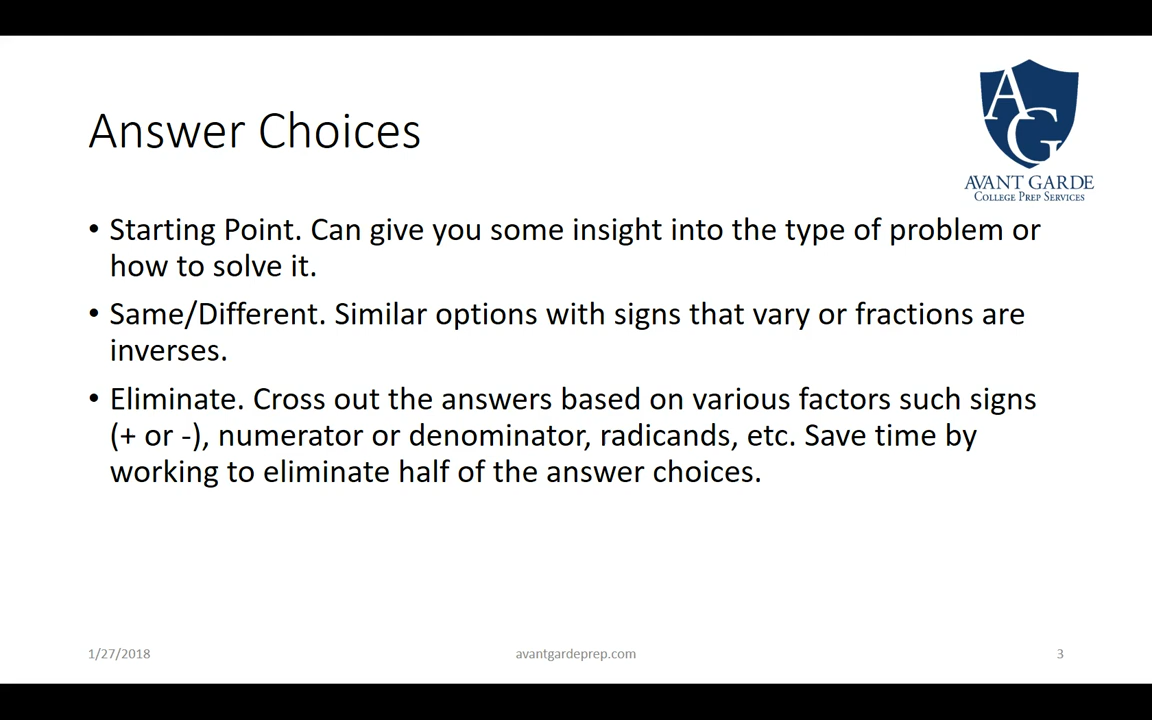 AG
AVANT GARDE
COLLEGE PREP SERVICES
Answer Choices
• Starting Point. Can give you some insight into the type of problem or
how to solve it.
• Same/Different. Similar options with signs that vary or fractions are
inverses.
• Eliminate. Cross out the answers based on various factors such signs
(+ or -), numerator or denominator, radicands, etc. Save time by
working to eliminate half of the answer choices.
1/27/2018 avantgardeprep.com 3